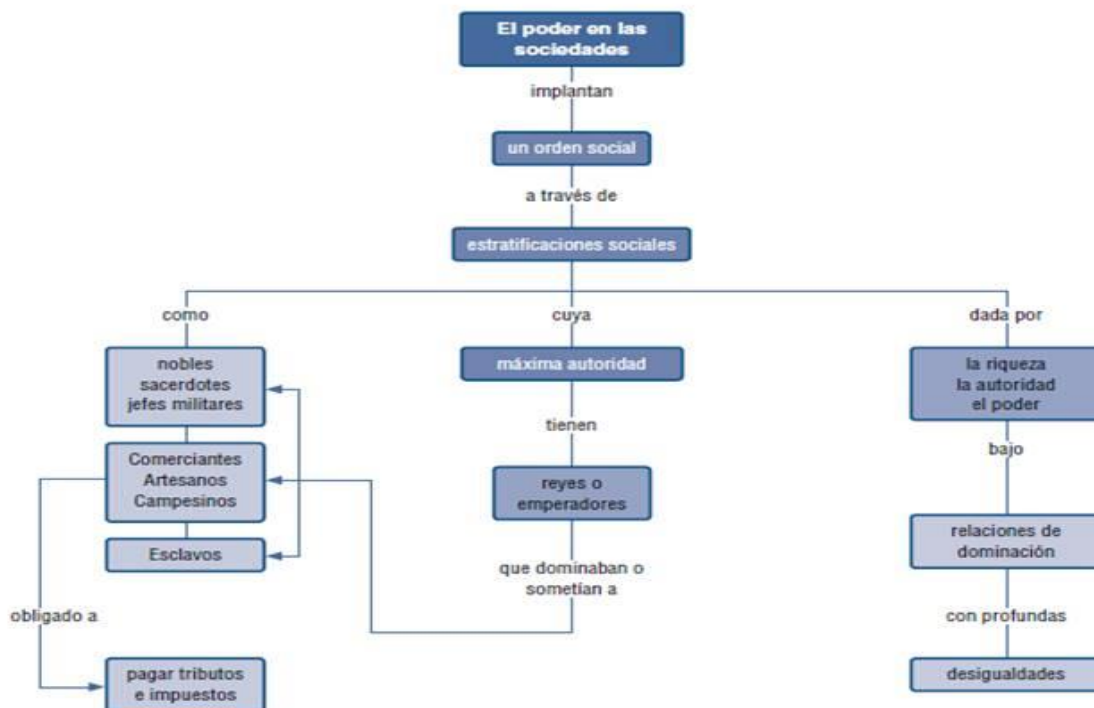 El poder en las
sociedades
implantan
un orden social
a través de
estratificaciones sociales
como
nobles
sacerdotes
jefes militares
Comerciantes
Artesanos
Campesinos
Esclavos
obligado a
pagar tributos
e impuestos
cuya
máxima autoridad
tienen
reyes o
emperadores
que dominaban o
sometían a
dada por
la riqueza
la autoridad
el poder
bajo
relaciones de
dominación
con profundas
desigualdades